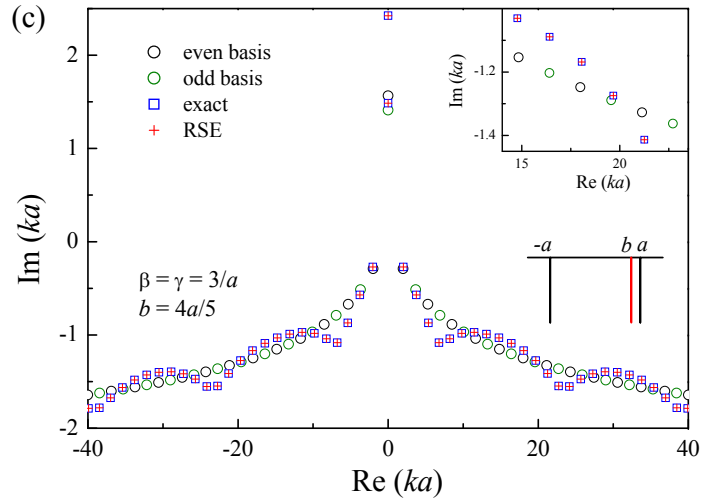 (c)
even basis
odd basis
exact
RSE
β = γ = 3/a
b = 4a/5
Im (ka)
2
1
0
-1
-2
-40
-20
0
20
40
Re (ka)
Im (ka)
-1.2
-1.4
15
20
Re (ka)
-a
b
a